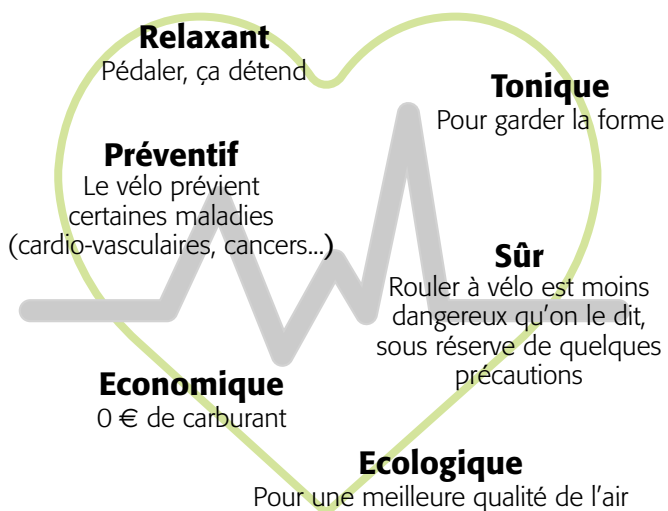 Relaxant
Pédaler, ça détend
Tonique
Pour garder la forme
Préventif
Le vélo prévient
certaines maladies
(cardio-vasculaires, cancers...)
Sûr
Rouler à vélo est moins
dangereux qu'on le dit,
sous réserve de quelques
précautions
Economique
0 € de carburant
Ecologique
Pour une meilleure qualité de l'air